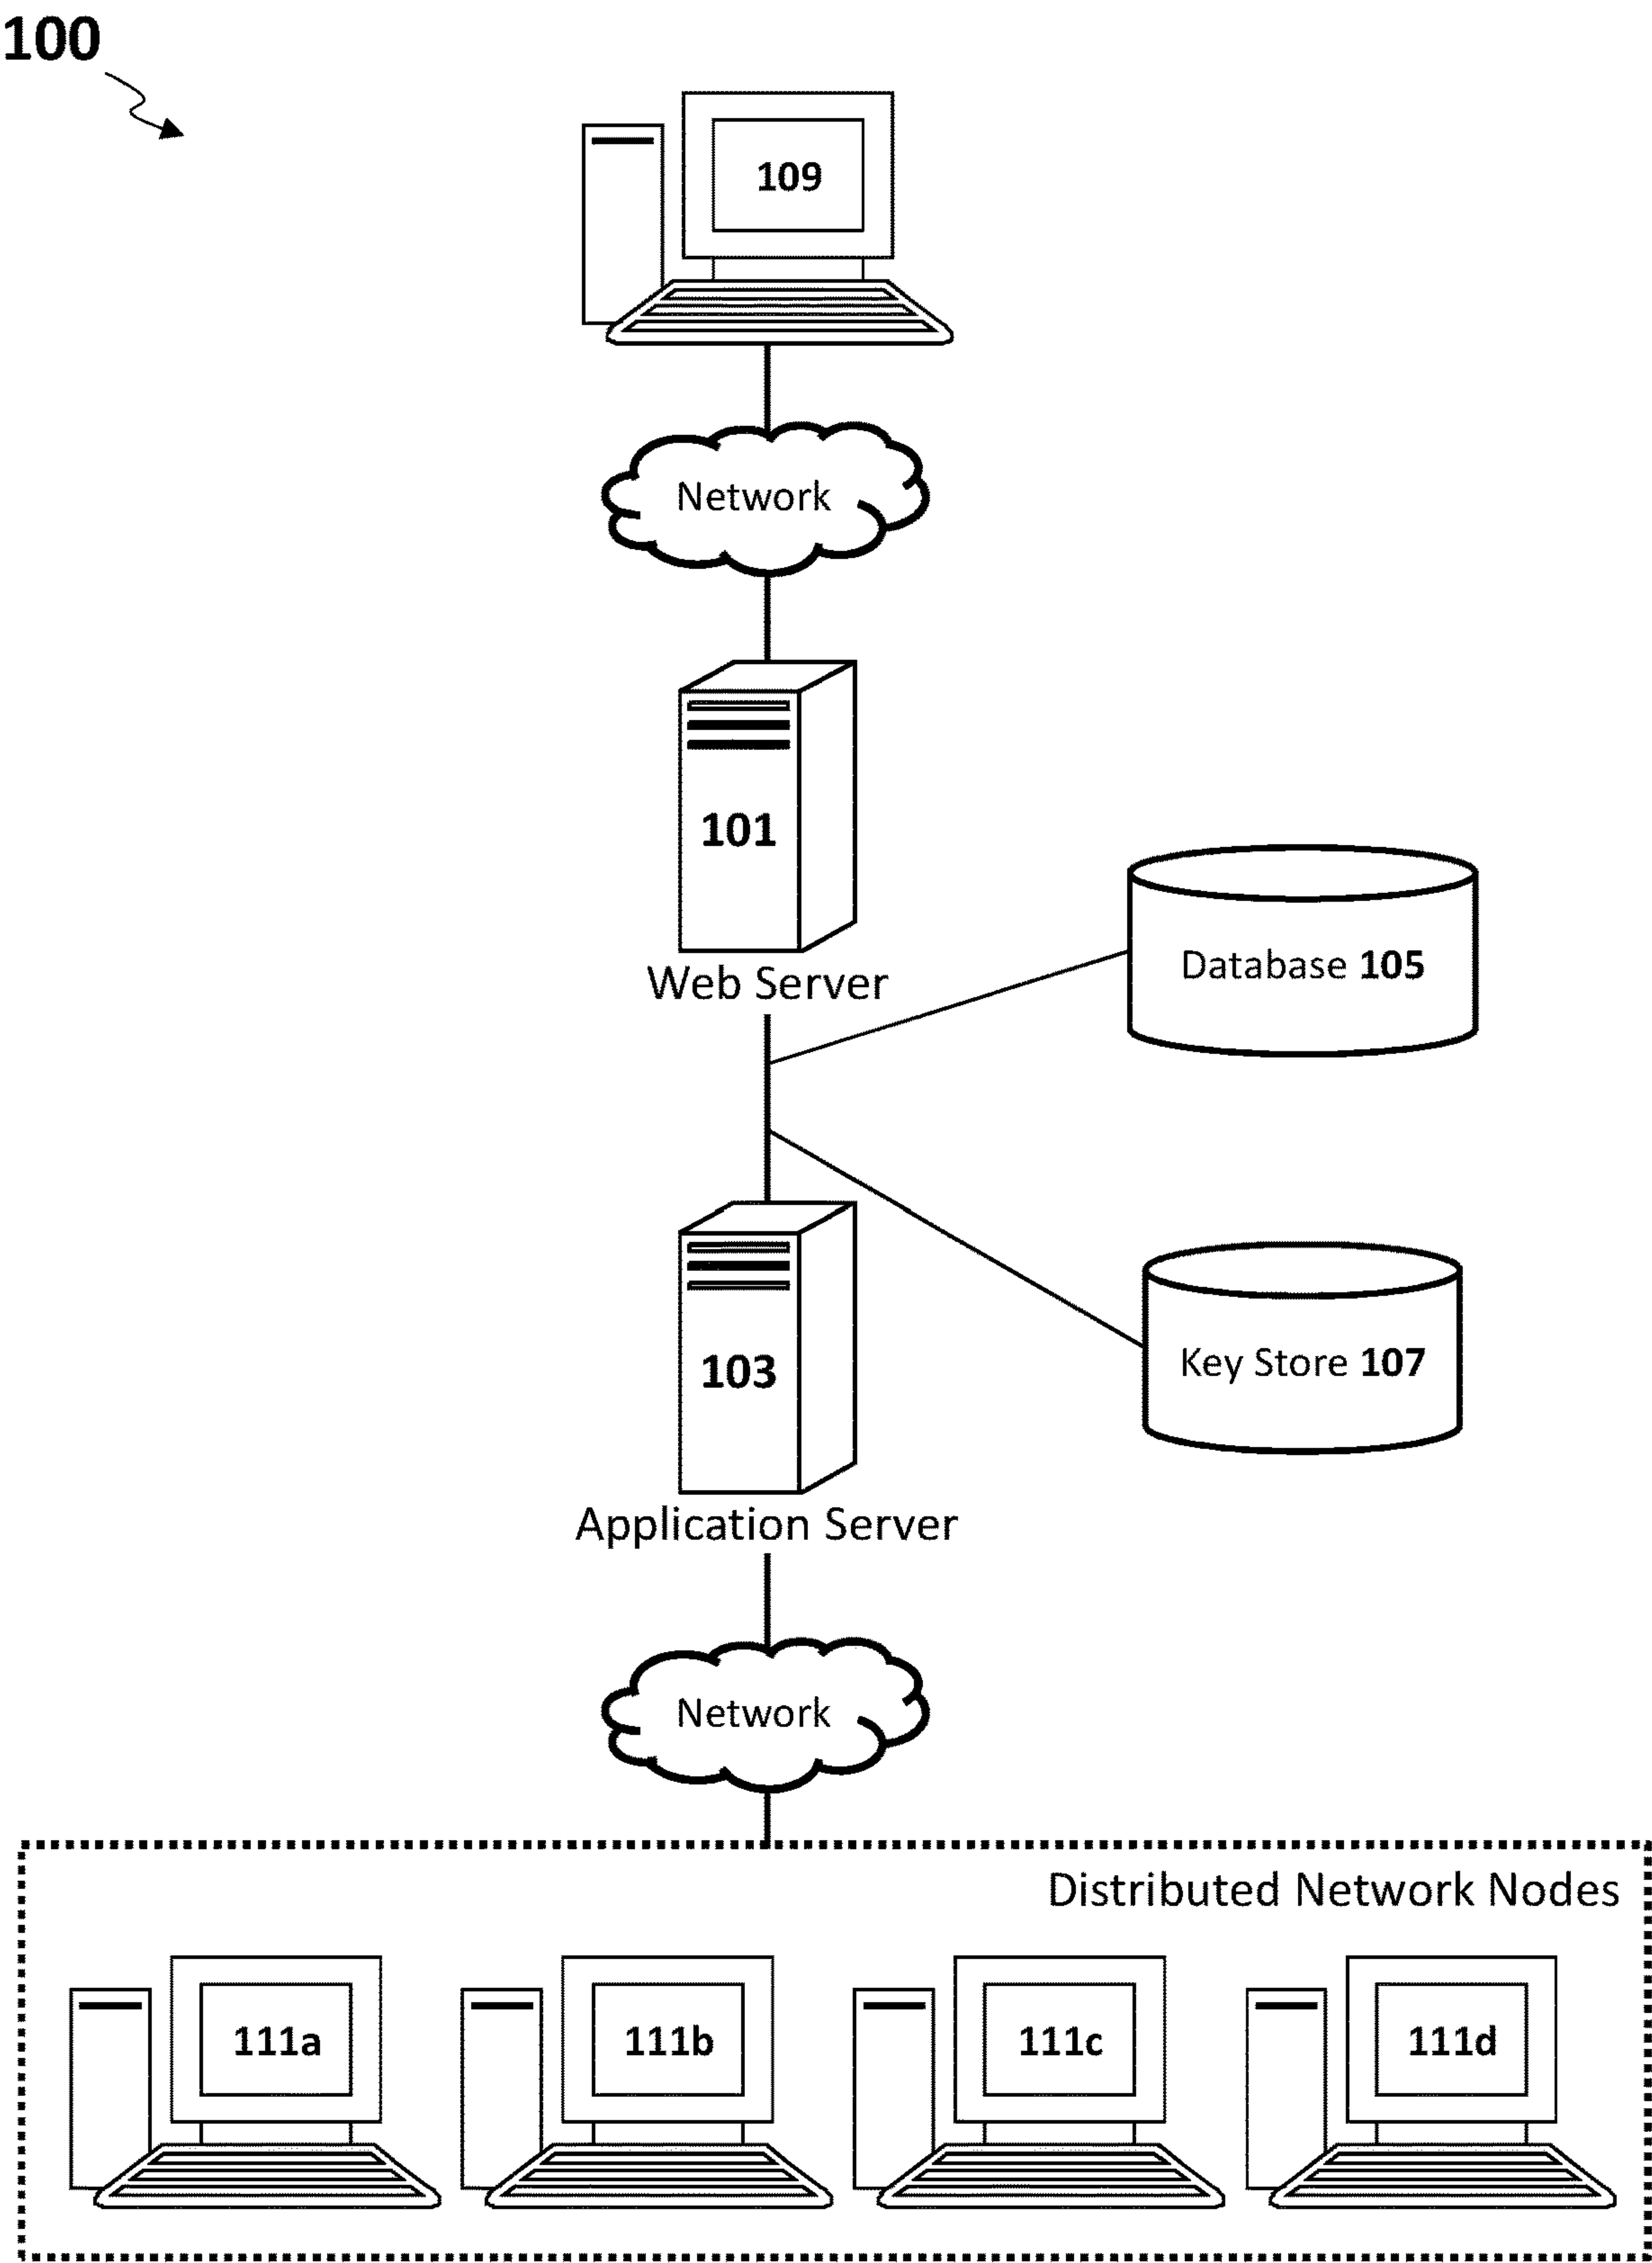 100
109
Network
101
Web Server
Database 105
103
Key Store 107
Application Server
Network
Distributed Network Nodes
111a
111b
111c
111d